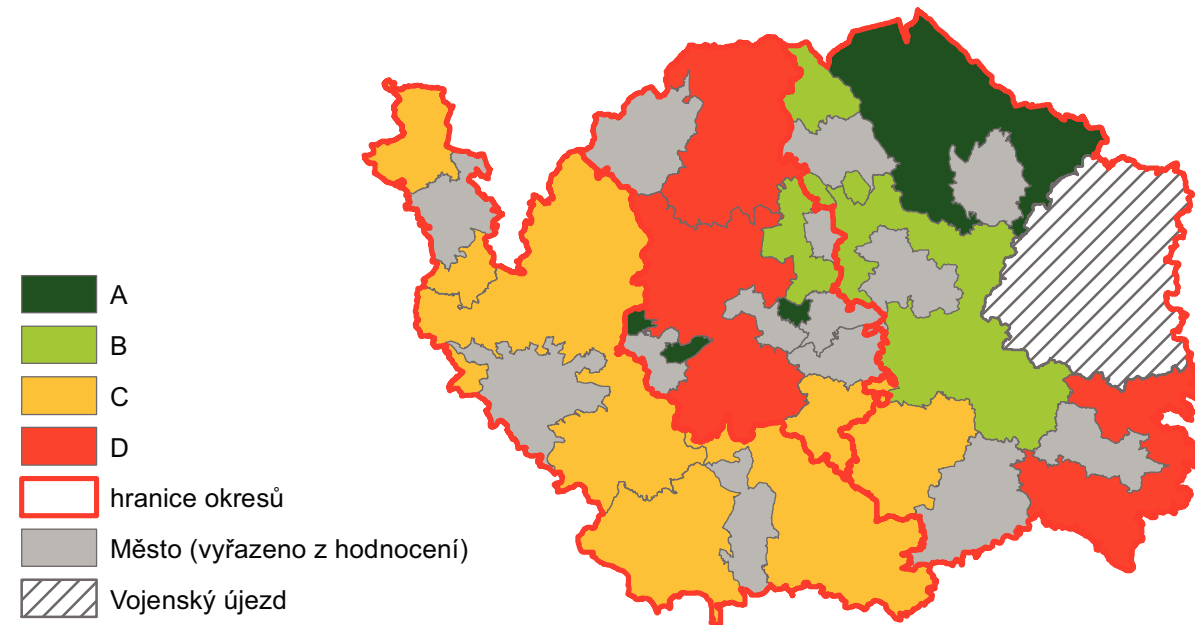 A
B
C
D
hranice okresů
Město (vyřazeno z hodnocení)
Vojenský újezd